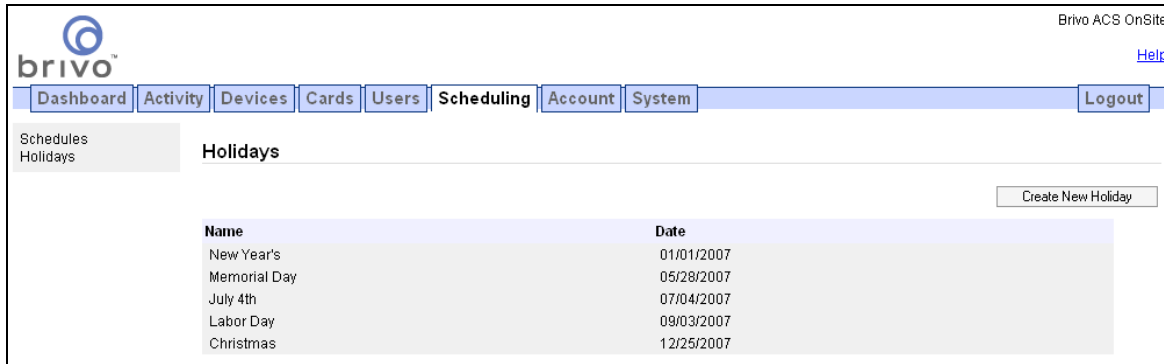 Brivo ACS OnSite
Help
brivo™
Dashboard Activity Devices Cards Users Scheduling Account System Logout
Schedules
Holidays
Holidays
Create New Holiday
Name Date
New Year's 01/01/2007
Memorial Day 05/28/2007
July 4th 07/04/2007
Labor Day 09/03/2007
Christmas 12/25/2007